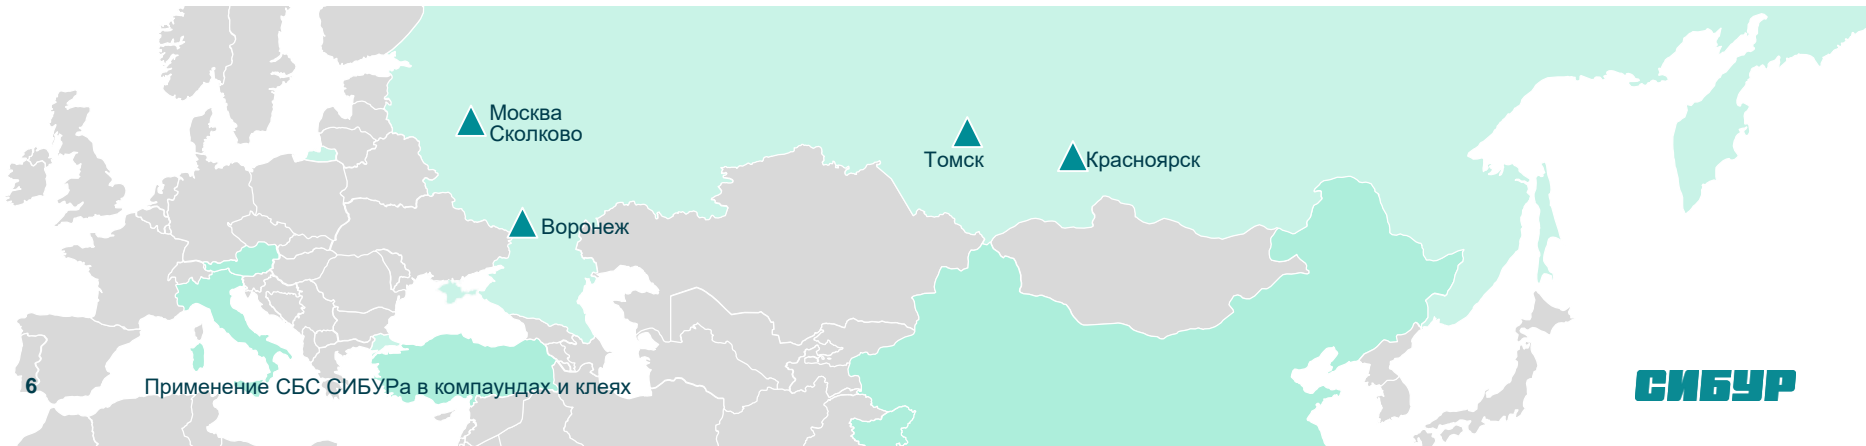 Москва
Сколково
Томск
Красноярск
Воронеж
6
Применение СБС СИБУРа в компаундах и клеях
СИБУР